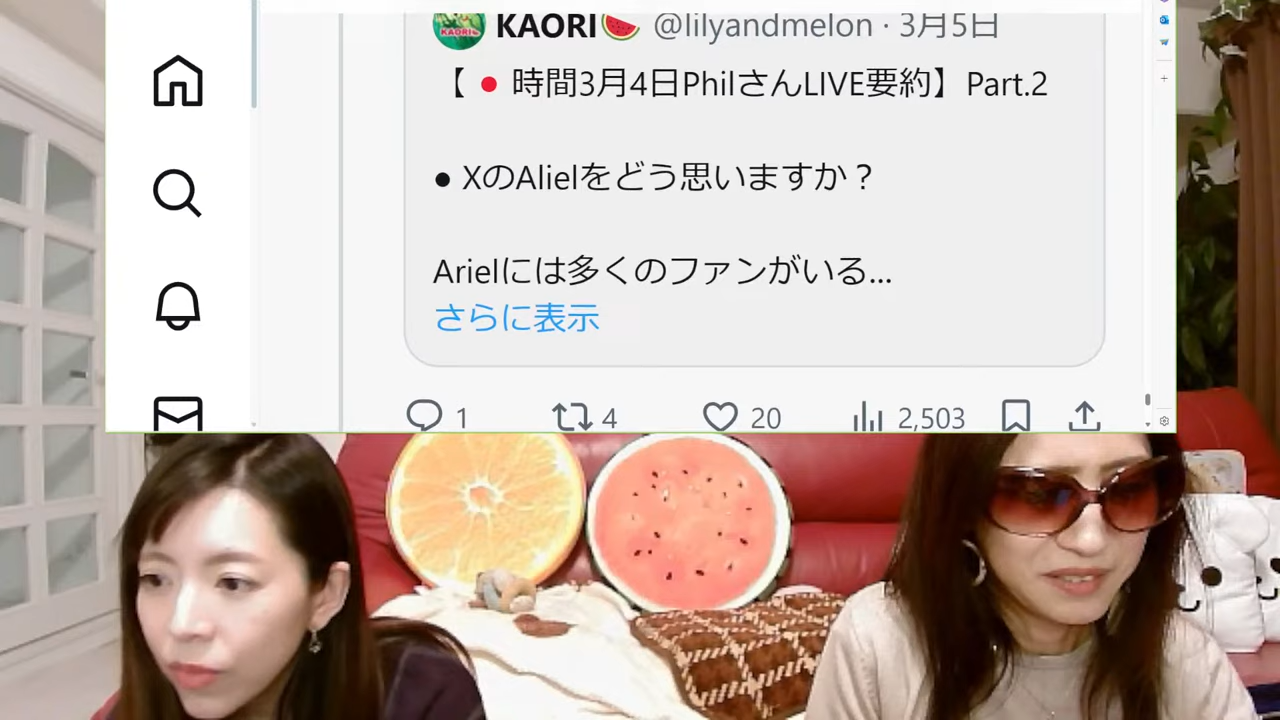 KAORI🍉 @lilyandmelon · 3月5日
【🔴時間3月4日PhilさんLIVE要約】Part.2
● XのAlielをどう思いますか？
Arielには多くのファンがいる...
さらに表示
1 4 20 2,503